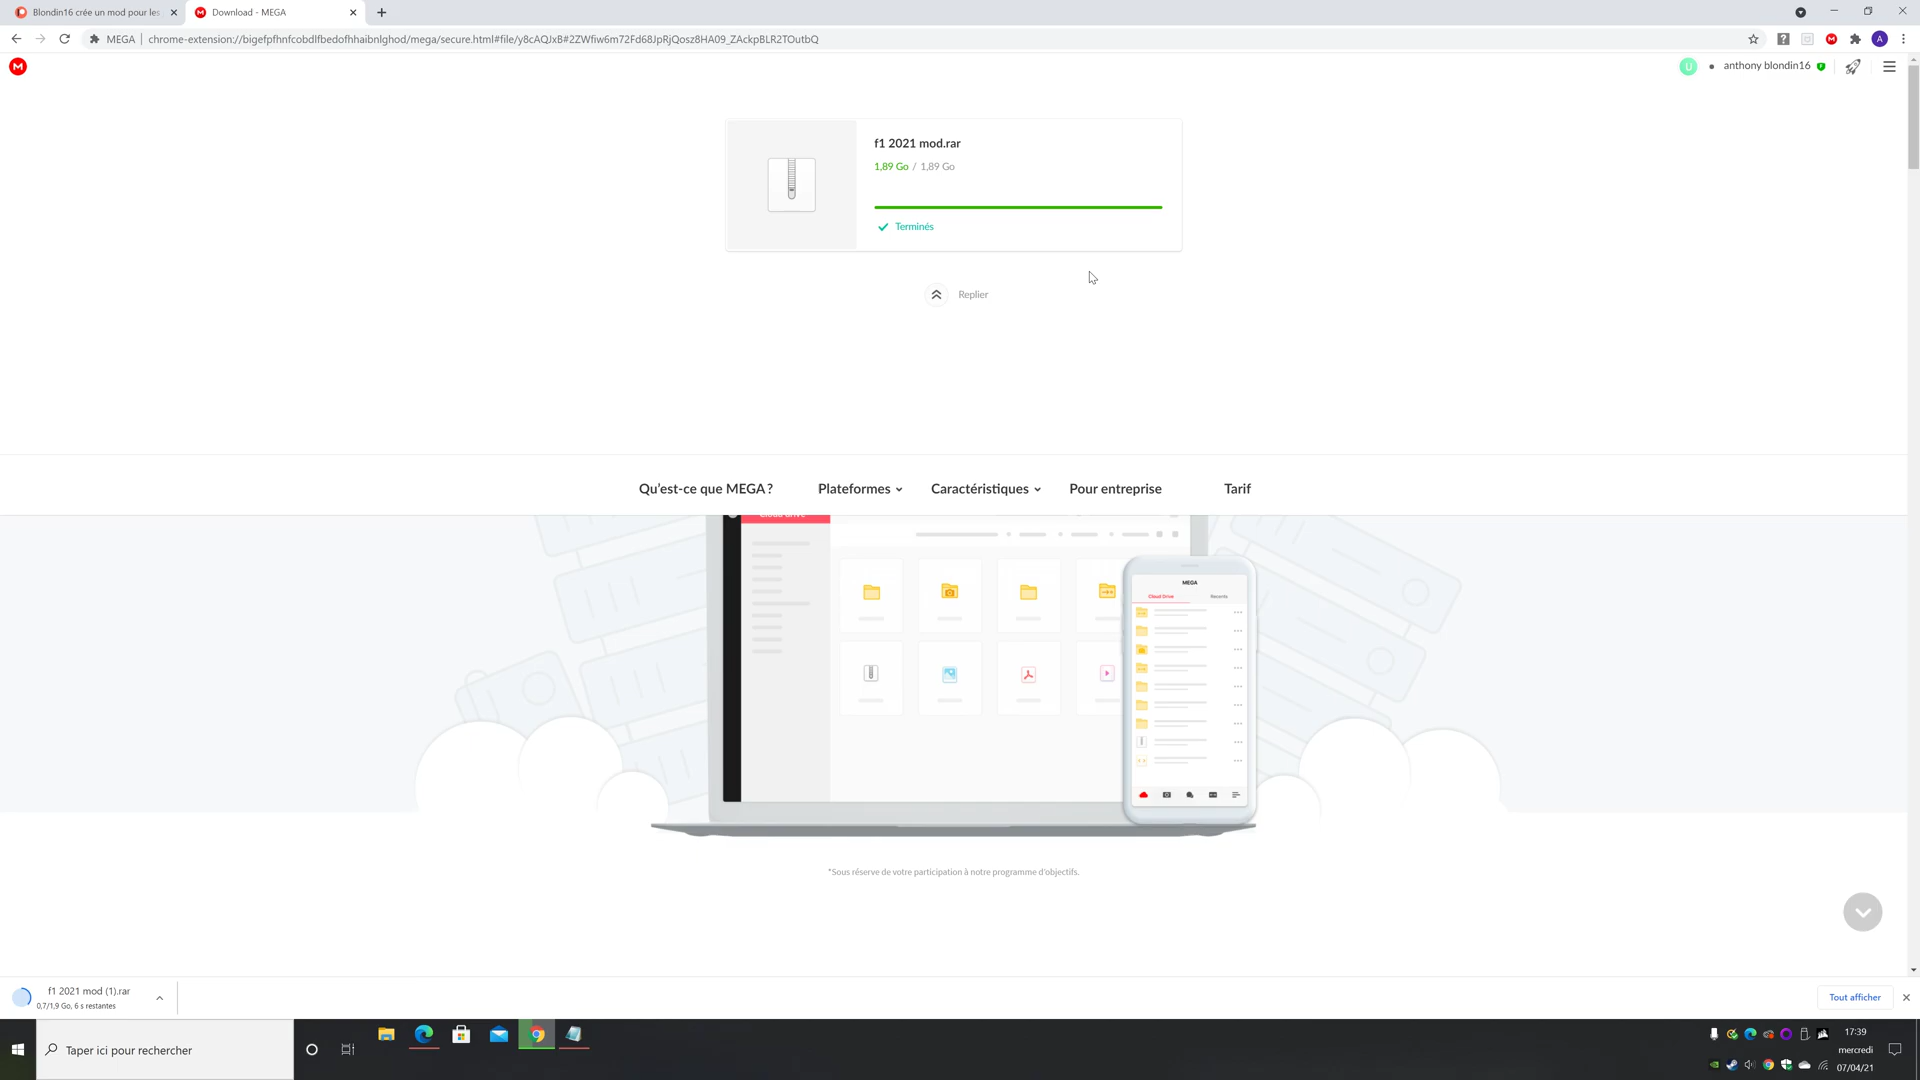 Blondin16 crée un mod pour les
Download - MEGA
MEGA
chrome-extension://bigefpfhnfcobdlfbedofhhaibnlghod/mega/secure.html#file/y8cAQJxB#2ZWfiw6m72Fd68JpRjQosz8HA09_ZAckpBLR2TOutbQ
A
M
U
anthony blondin16
f1 2021 mod.rar
1,89 Go / 1,89 Go
Terminés
Replier
Qu'est-ce que MEGA ?
Plateformes
Caractéristiques
Pour entreprise
Tarif
MEGA
Cloud Drive
Recents
*Sous réserve de votre participation à notre programme d'objectifs.
f1 2021 mod (1).rar
0,7/1,9 Go, 6 s restantes
Tout afficher
Taper ici pour rechercher
17:39
mercredi
07/04/21